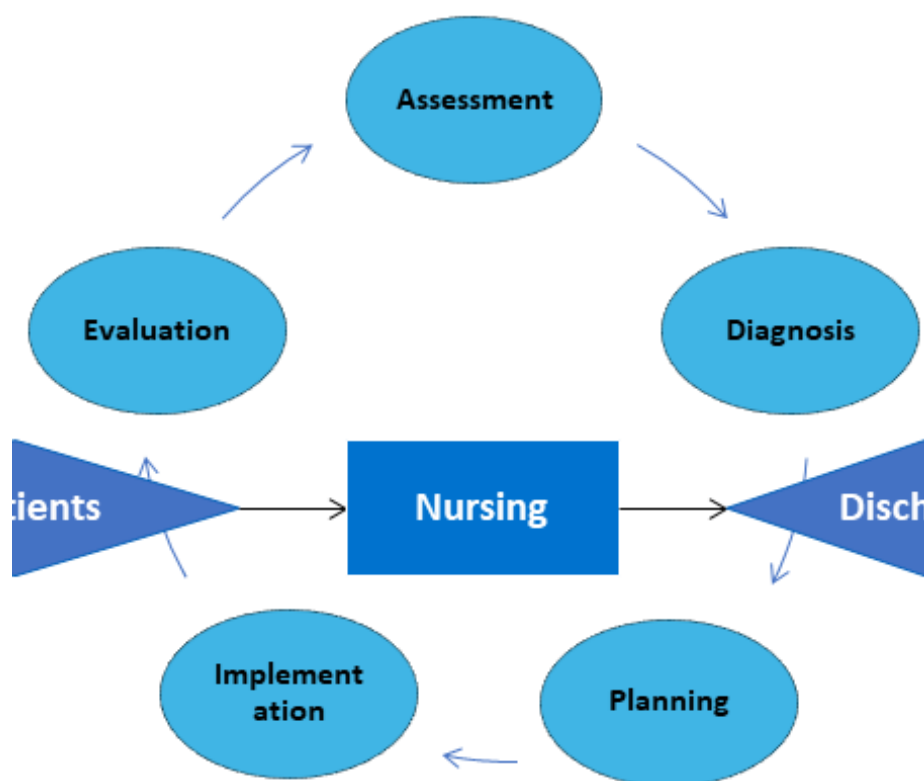 Assessment
Evaluation
Diagnosis
tients
Nursing
Disch
Implement
ation
Planning